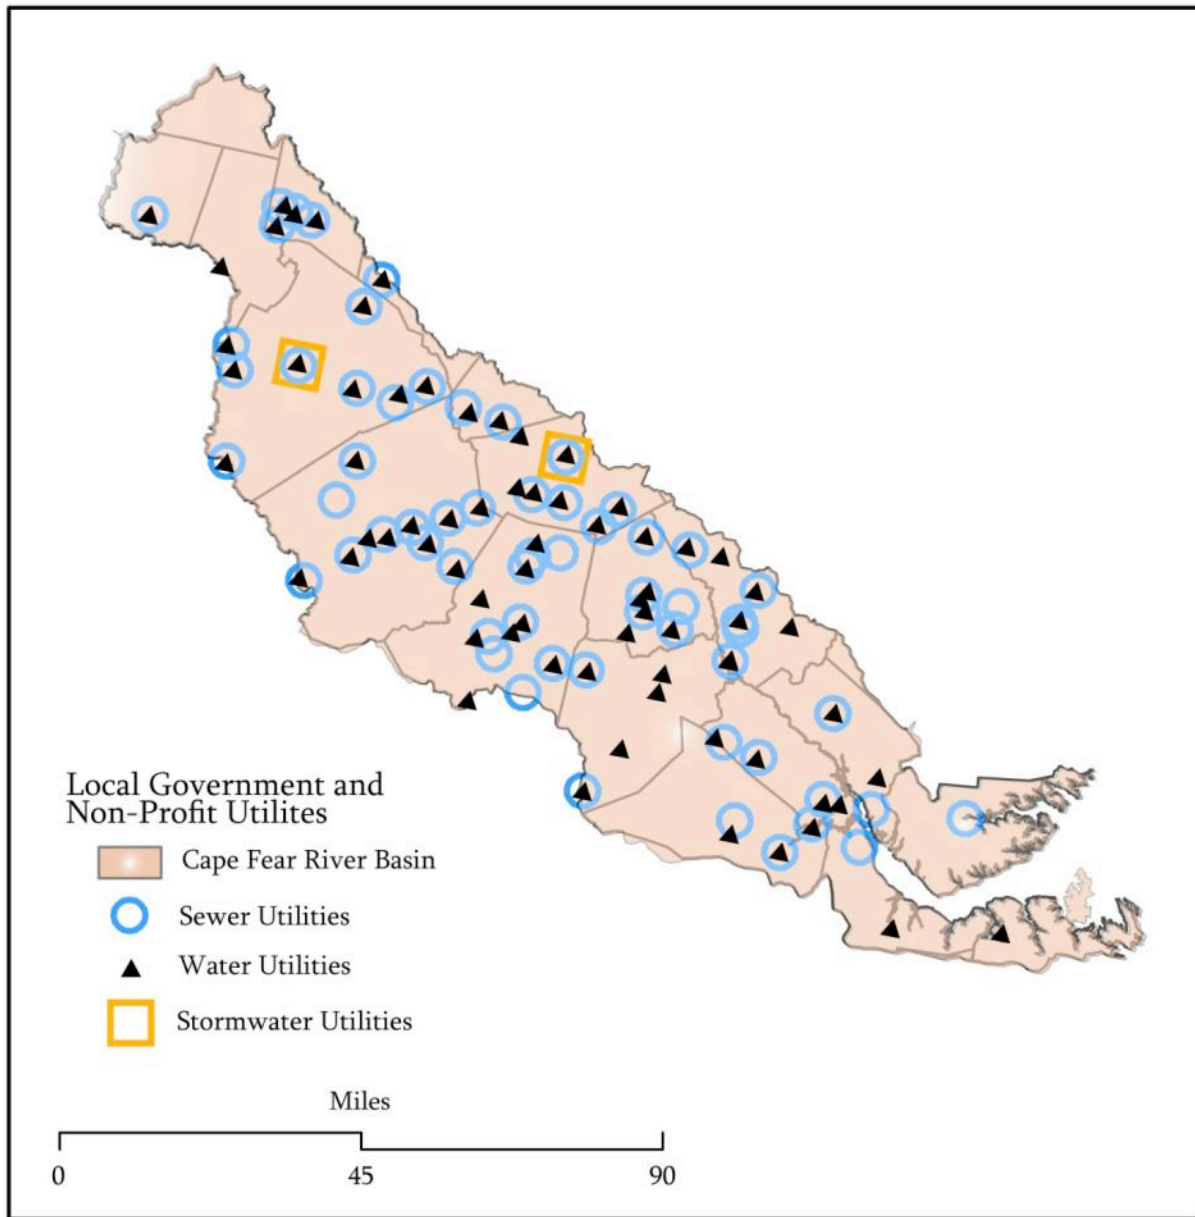 Local Government and
Non-Profit Utilites
Cape Fear River Basin
Sewer Utilities
Water Utilities
Stormwater Utilities
Miles
0 45 90